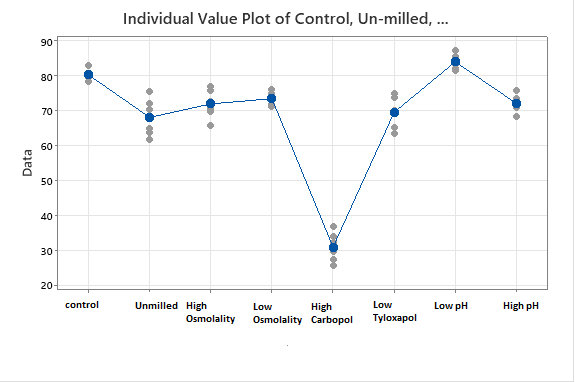 Individual Value Plot of Control, Un-milled, ...
90
80
70
60
50
40
30
20
Data
control
Unmilled
High
Osmolality
Low
Osmolality
High
Carbopol
Low
Tyloxapol
Low pH
High pH